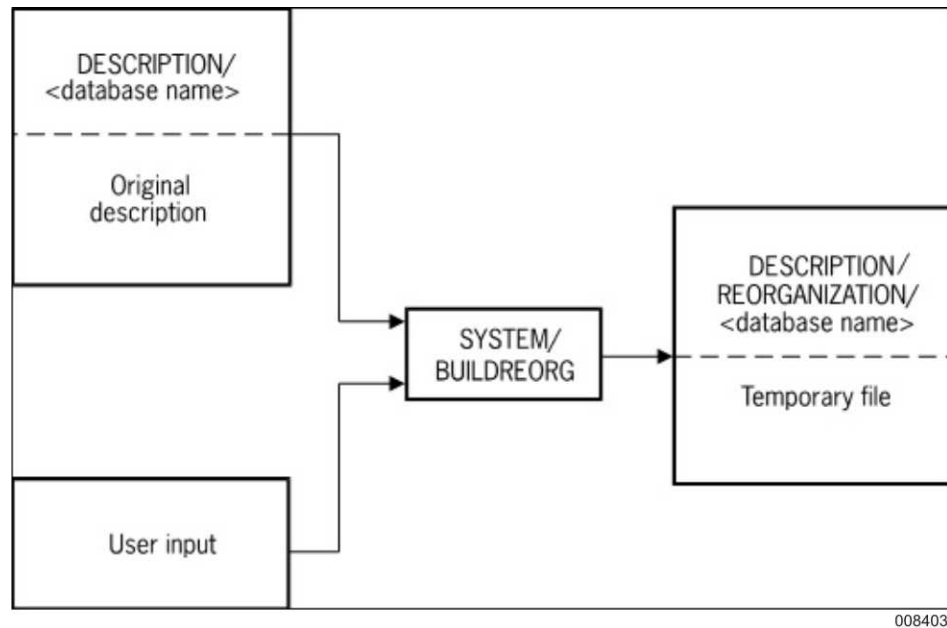 DESCRIPTION/
<database name>
Original
description
User input
SYSTEM/
BUILDREORG
DESCRIPTION/
REORGANIZATION/
<database name>
Temporary file
008403